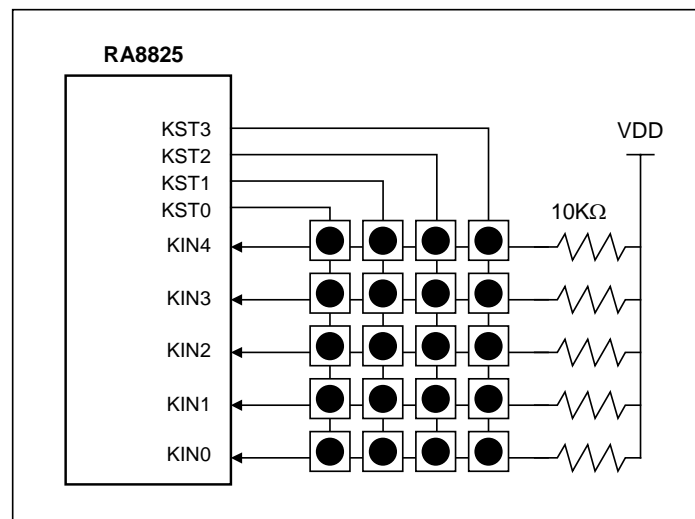 RA8825
KST3
VDD
KST2
KST1
KST0
10KΩ
KIN4
KIN3
KIN2
KIN1
KIN0